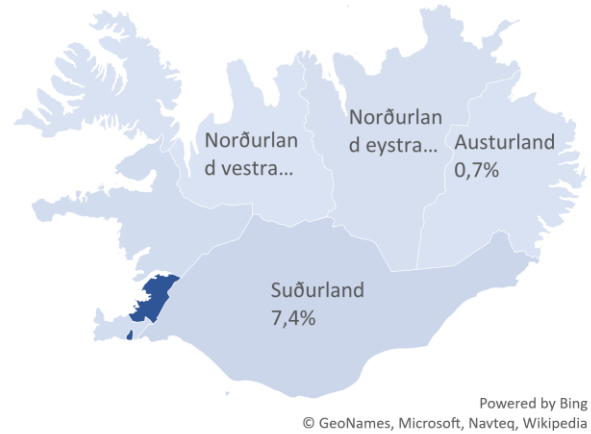 Norðurlan
d vestra...
Norðurlan
d eystra...
Austurland
0,7%
Suðurland
7,4%
Powered by Bing
© GeoNames, Microsoft, Navteq, Wikipedia